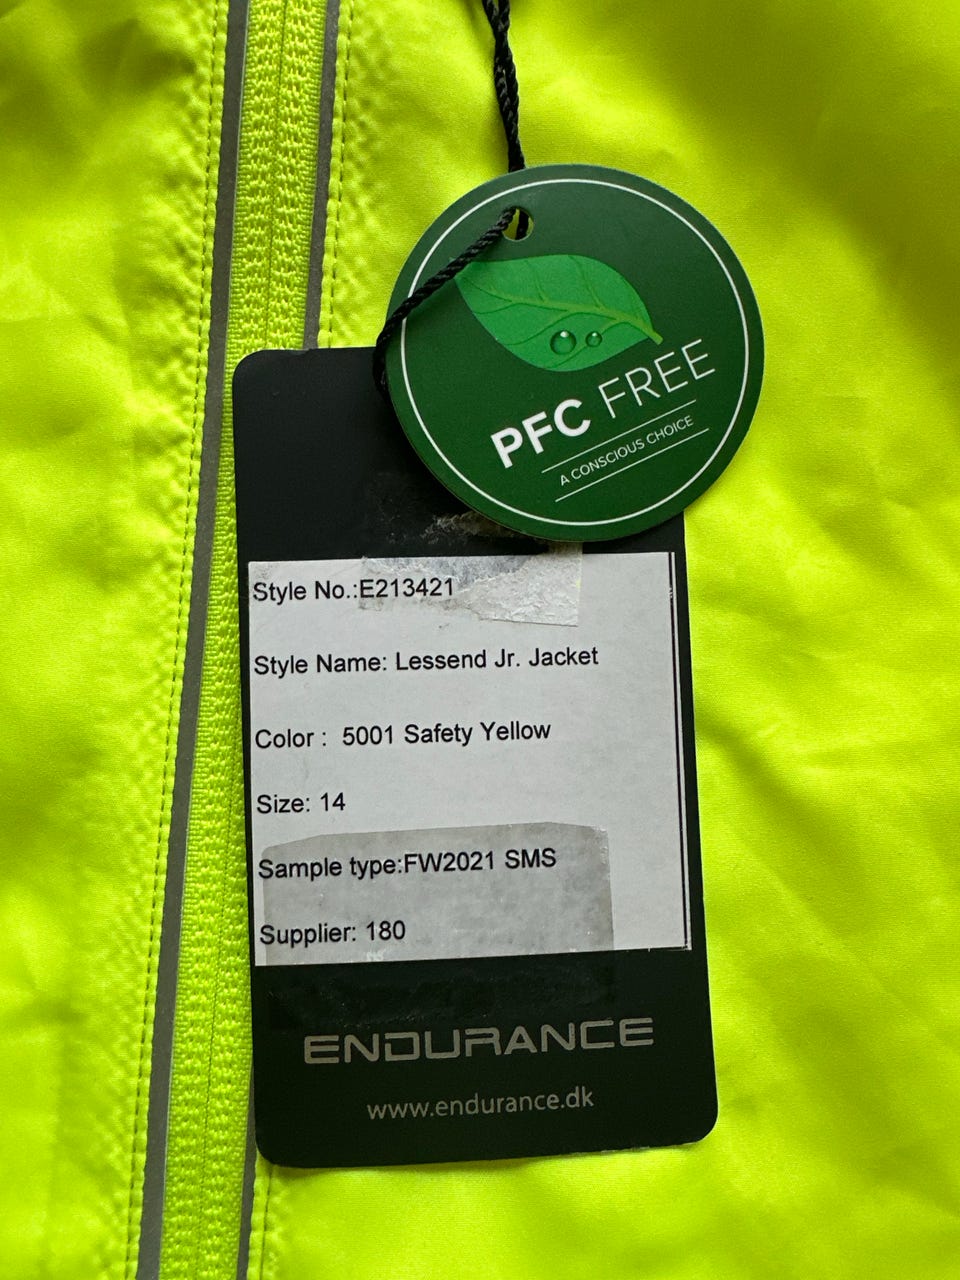 PFC FREE
A CONSCIOUS CHOICE
Style No.:E213421
Style Name: Lessend Jr. Jacket
Color :  5001 Safety Yellow
Size: 14
Sample type:FW2021 SMS
Supplier: 180
ENDURANCE
www.endurance.dk